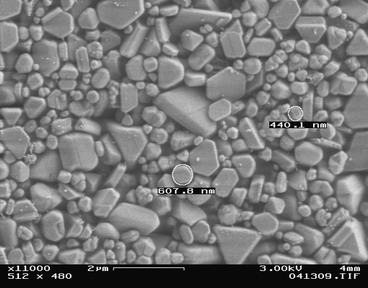 440.1 nm
607.8 nm
x11000 2µm 3.00kV 4mm
512 x 480 041309.TIF